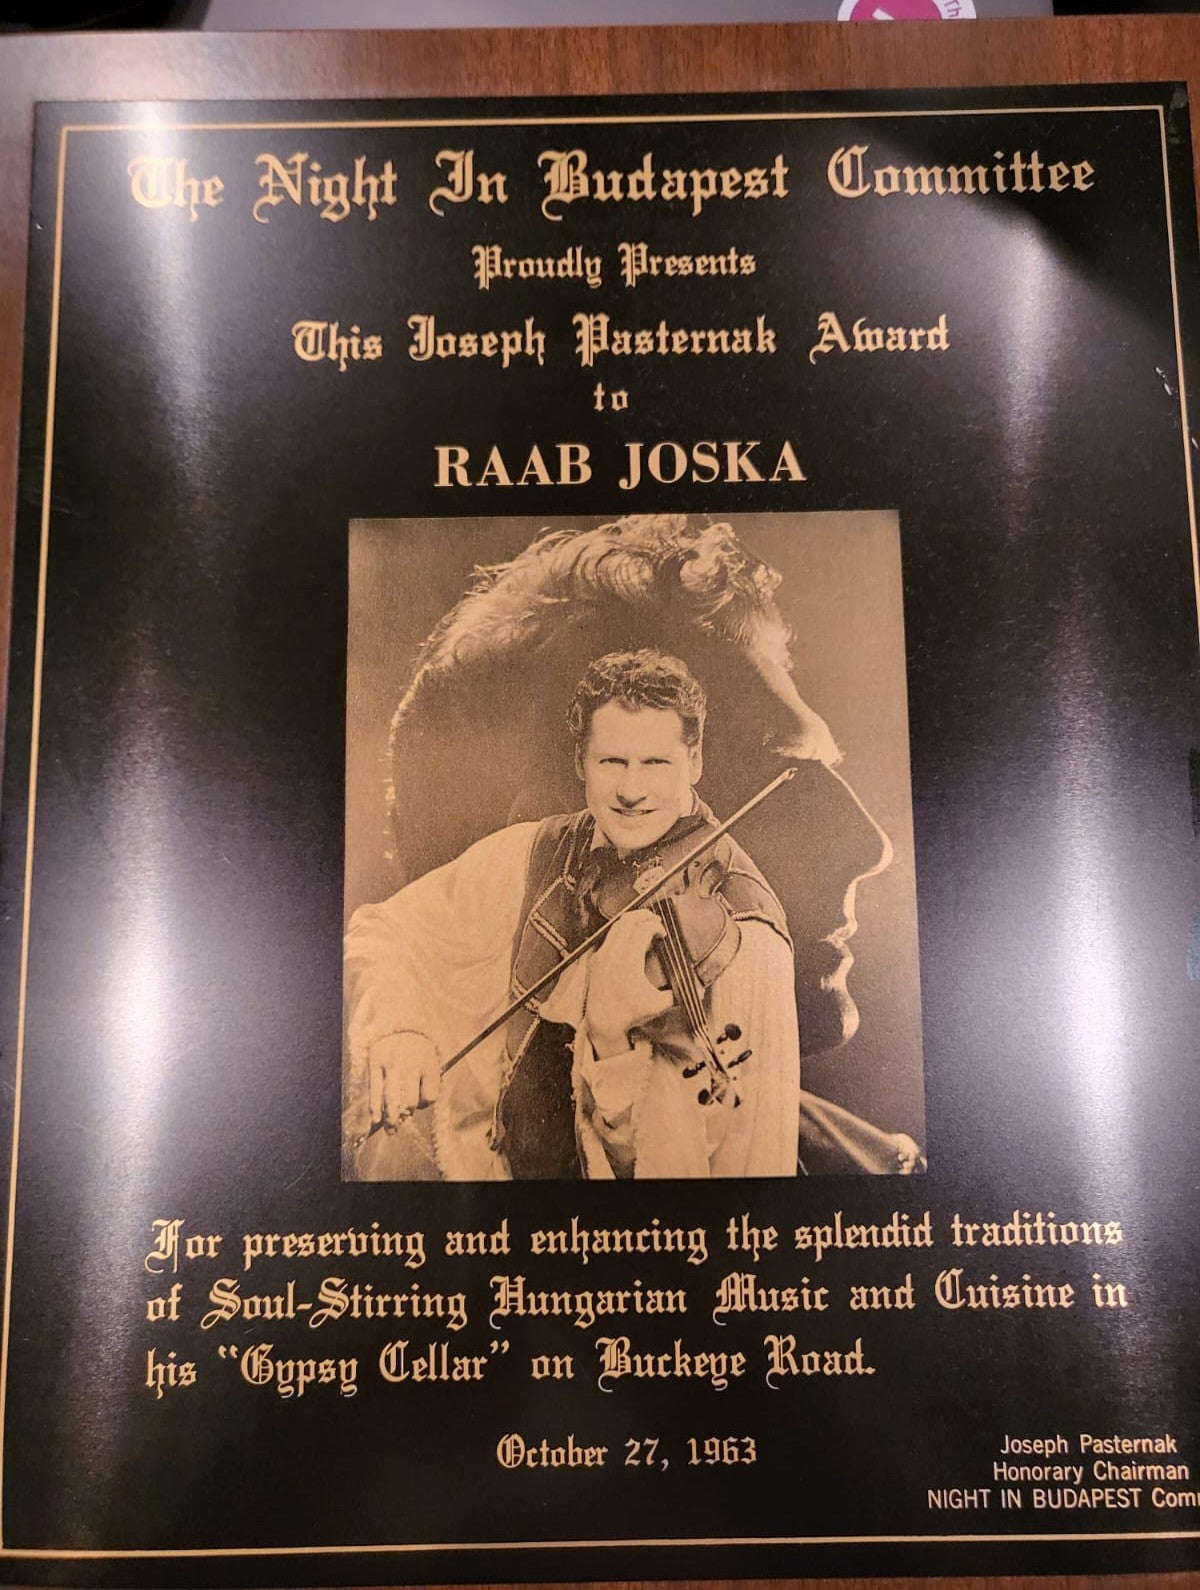 Th
The Night In Budapest Committee
Proudly Presents
This Joseph Pasternak Award
to
RAAB JOSKA
For preserving and enhancing the splendid traditions
of Soul-Stirring Hungarian Music and Cuisine in
his "Gypsy Cellar" on Buckeye Road.
October 27, 1963
Joseph Pasternak
Honorary Chairman
NIGHT IN BUDAPEST Com